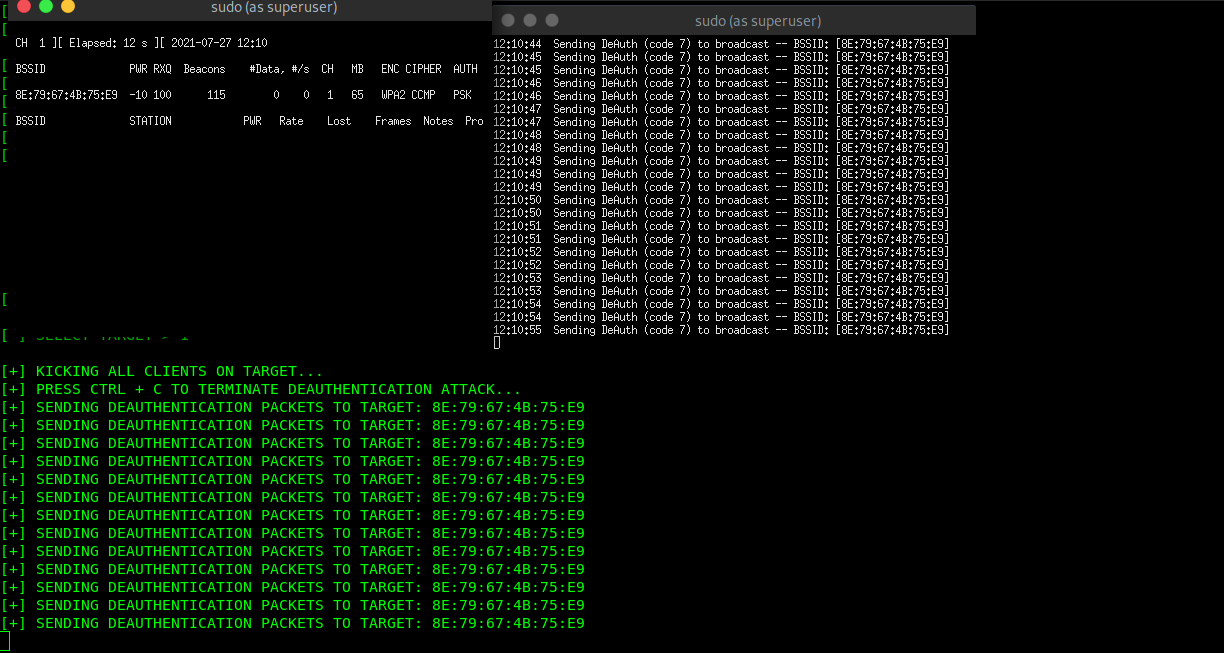 sudo (as superuser)
CH 1 ][ Elapsed: 12 s ][ 2021-07-27 12:10
BSSID PWR RXQ Beacons #Data, #/s CH MB ENC CIPHER AUTH
8E:79:67:4B:75:E9 -10 100 115 0 0 1 65 WPA2 CCMP PSK
BSSID STATION PWR Rate Lost Frames Notes Pro
sudo (as superuser)
12:10:44 Sending DeAuth (code 7) to broadcast -- BSSID: [8E:79:67:4B:75:E9]
12:10:45 Sending DeAuth (code 7) to broadcast -- BSSID: [8E:79:67:4B:75:E9]
12:10:45 Sending DeAuth (code 7) to broadcast -- BSSID: [8E:79:67:4B:75:E9]
12:10:46 Sending DeAuth (code 7) to broadcast -- BSSID: [8E:79:67:4B:75:E9]
12:10:46 Sending DeAuth (code 7) to broadcast -- BSSID: [8E:79:67:4B:75:E9]
12:10:47 Sending DeAuth (code 7) to broadcast -- BSSID: [8E:79:67:4B:75:E9]
12:10:47 Sending DeAuth (code 7) to broadcast -- BSSID: [8E:79:67:4B:75:E9]
12:10:48 Sending DeAuth (code 7) to broadcast -- BSSID: [8E:79:67:4B:75:E9]
12:10:48 Sending DeAuth (code 7) to broadcast -- BSSID: [8E:79:67:4B:75:E9]
12:10:49 Sending DeAuth (code 7) to broadcast -- BSSID: [8E:79:67:4B:75:E9]
12:10:49 Sending DeAuth (code 7) to broadcast -- BSSID: [8E:79:67:4B:75:E9]
12:10:49 Sending DeAuth (code 7) to broadcast -- BSSID: [8E:79:67:4B:75:E9]
12:10:50 Sending DeAuth (code 7) to broadcast -- BSSID: [8E:79:67:4B:75:E9]
12:10:50 Sending DeAuth (code 7) to broadcast -- BSSID: [8E:79:67:4B:75:E9]
12:10:51 Sending DeAuth (code 7) to broadcast -- BSSID: [8E:79:67:4B:75:E9]
12:10:51 Sending DeAuth (code 7) to broadcast -- BSSID: [8E:79:67:4B:75:E9]
12:10:52 Sending DeAuth (code 7) to broadcast -- BSSID: [8E:79:67:4B:75:E9]
12:10:52 Sending DeAuth (code 7) to broadcast -- BSSID: [8E:79:67:4B:75:E9]
12:10:53 Sending DeAuth (code 7) to broadcast -- BSSID: [8E:79:67:4B:75:E9]
12:10:53 Sending DeAuth (code 7) to broadcast -- BSSID: [8E:79:67:4B:75:E9]
12:10:54 Sending DeAuth (code 7) to broadcast -- BSSID: [8E:79:67:4B:75:E9]
12:10:54 Sending DeAuth (code 7) to broadcast -- BSSID: [8E:79:67:4B:75:E9]
12:10:55 Sending DeAuth (code 7) to broadcast -- BSSID: [8E:79:67:4B:75:E9]
[ ] SELECT TARGET > 1
[+] KICKING ALL CLIENTS ON TARGET...
[+] PRESS CTRL + C TO TERMINATE DEAUTHENTICATION ATTACK...
[+] SENDING DEAUTHENTICATION PACKETS TO TARGET: 8E:79:67:4B:75:E9
[+] SENDING DEAUTHENTICATION PACKETS TO TARGET: 8E:79:67:4B:75:E9
[+] SENDING DEAUTHENTICATION PACKETS TO TARGET: 8E:79:67:4B:75:E9
[+] SENDING DEAUTHENTICATION PACKETS TO TARGET: 8E:79:67:4B:75:E9
[+] SENDING DEAUTHENTICATION PACKETS TO TARGET: 8E:79:67:4B:75:E9
[+] SENDING DEAUTHENTICATION PACKETS TO TARGET: 8E:79:67:4B:75:E9
[+] SENDING DEAUTHENTICATION PACKETS TO TARGET: 8E:79:67:4B:75:E9
[+] SENDING DEAUTHENTICATION PACKETS TO TARGET: 8E:79:67:4B:75:E9
[+] SENDING DEAUTHENTICATION PACKETS TO TARGET: 8E:79:67:4B:75:E9
[+] SENDING DEAUTHENTICATION PACKETS TO TARGET: 8E:79:67:4B:75:E9
[+] SENDING DEAUTHENTICATION PACKETS TO TARGET: 8E:79:67:4B:75:E9
[+] SENDING DEAUTHENTICATION PACKETS TO TARGET: 8E:79:67:4B:75:E9
[+] SENDING DEAUTHENTICATION PACKETS TO TARGET: 8E:79:67:4B:75:E9